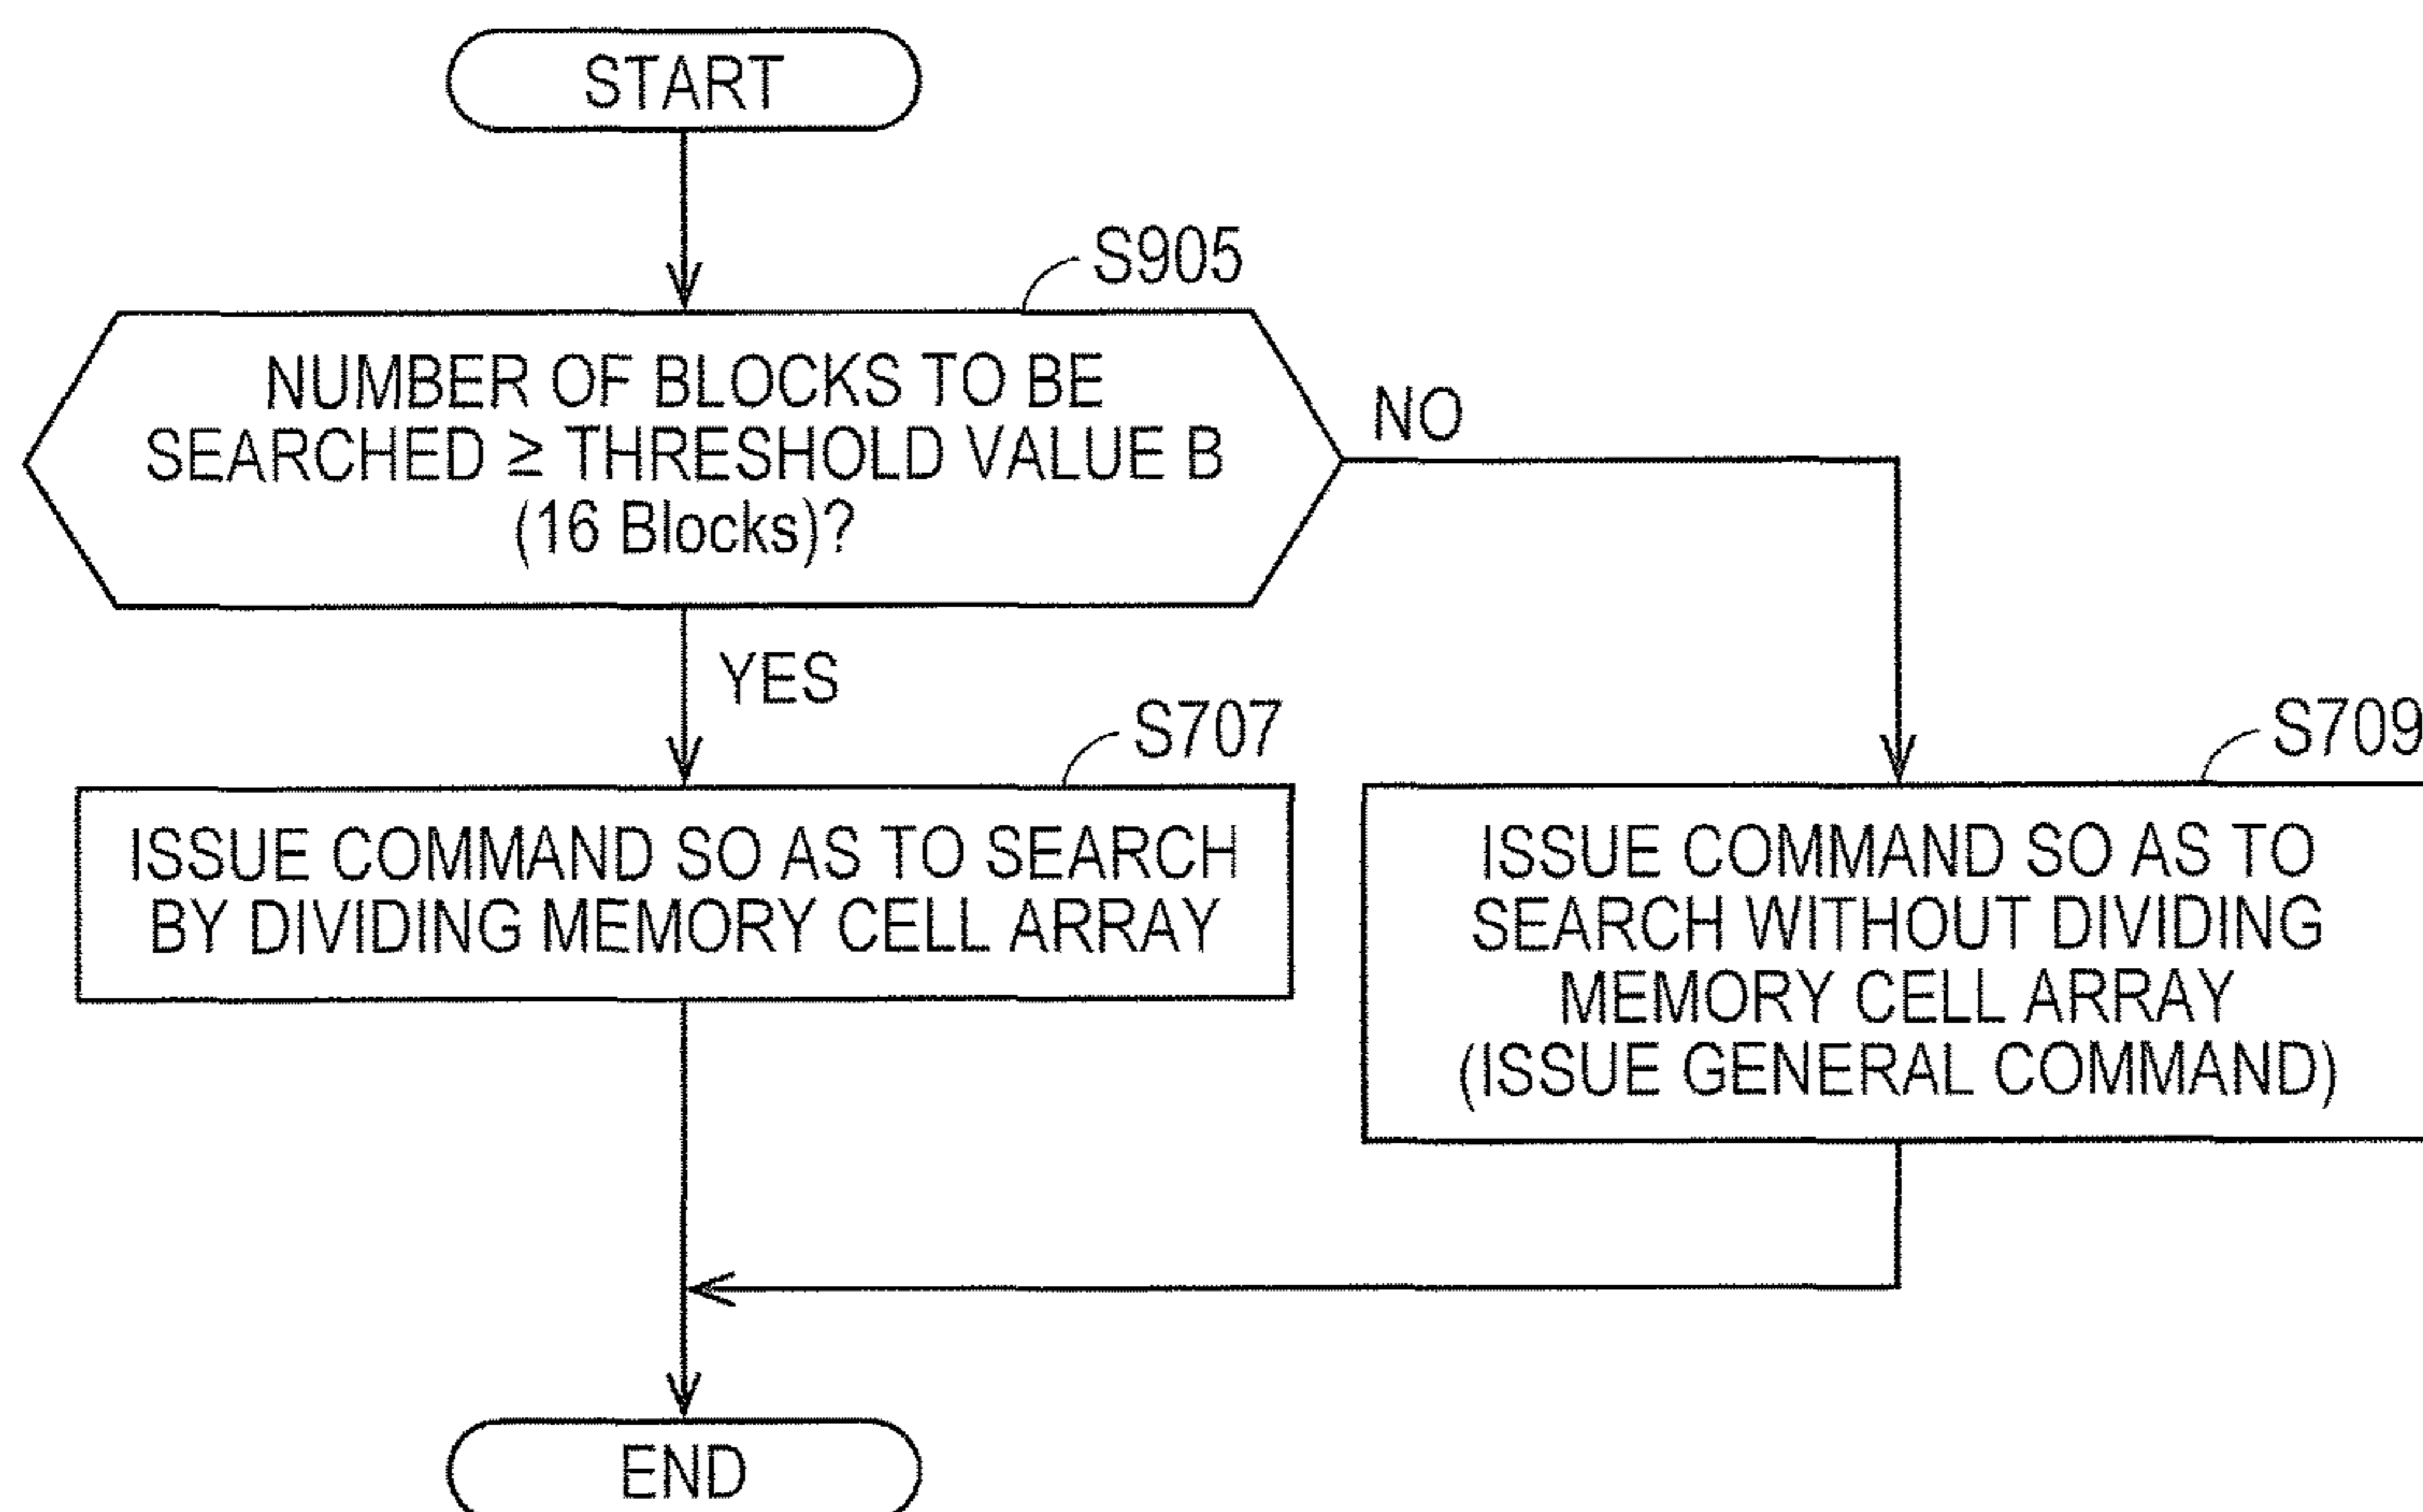 START
S905
NUMBER OF BLOCKS TO BE
SEARCHED ≥ THRESHOLD VALUE B
(16 Blocks)?
NO
YES
S707
ISSUE COMMAND SO AS TO SEARCH
BY DIVIDING MEMORY CELL ARRAY
S709
ISSUE COMMAND SO AS TO
SEARCH WITHOUT DIVIDING
MEMORY CELL ARRAY
(ISSUE GENERAL COMMAND)
END